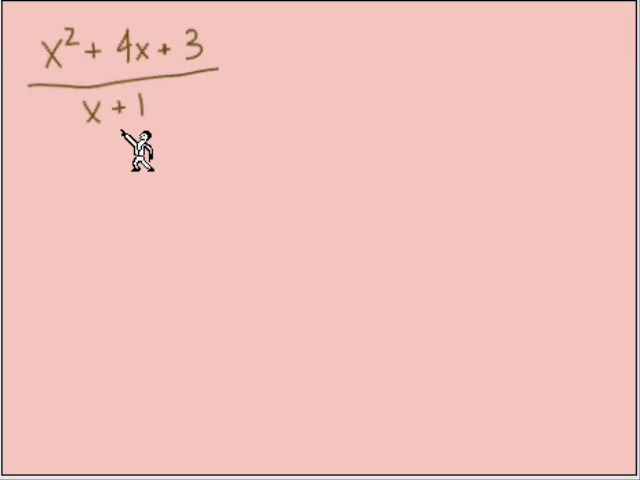 x² + 4x + 3
x + 1